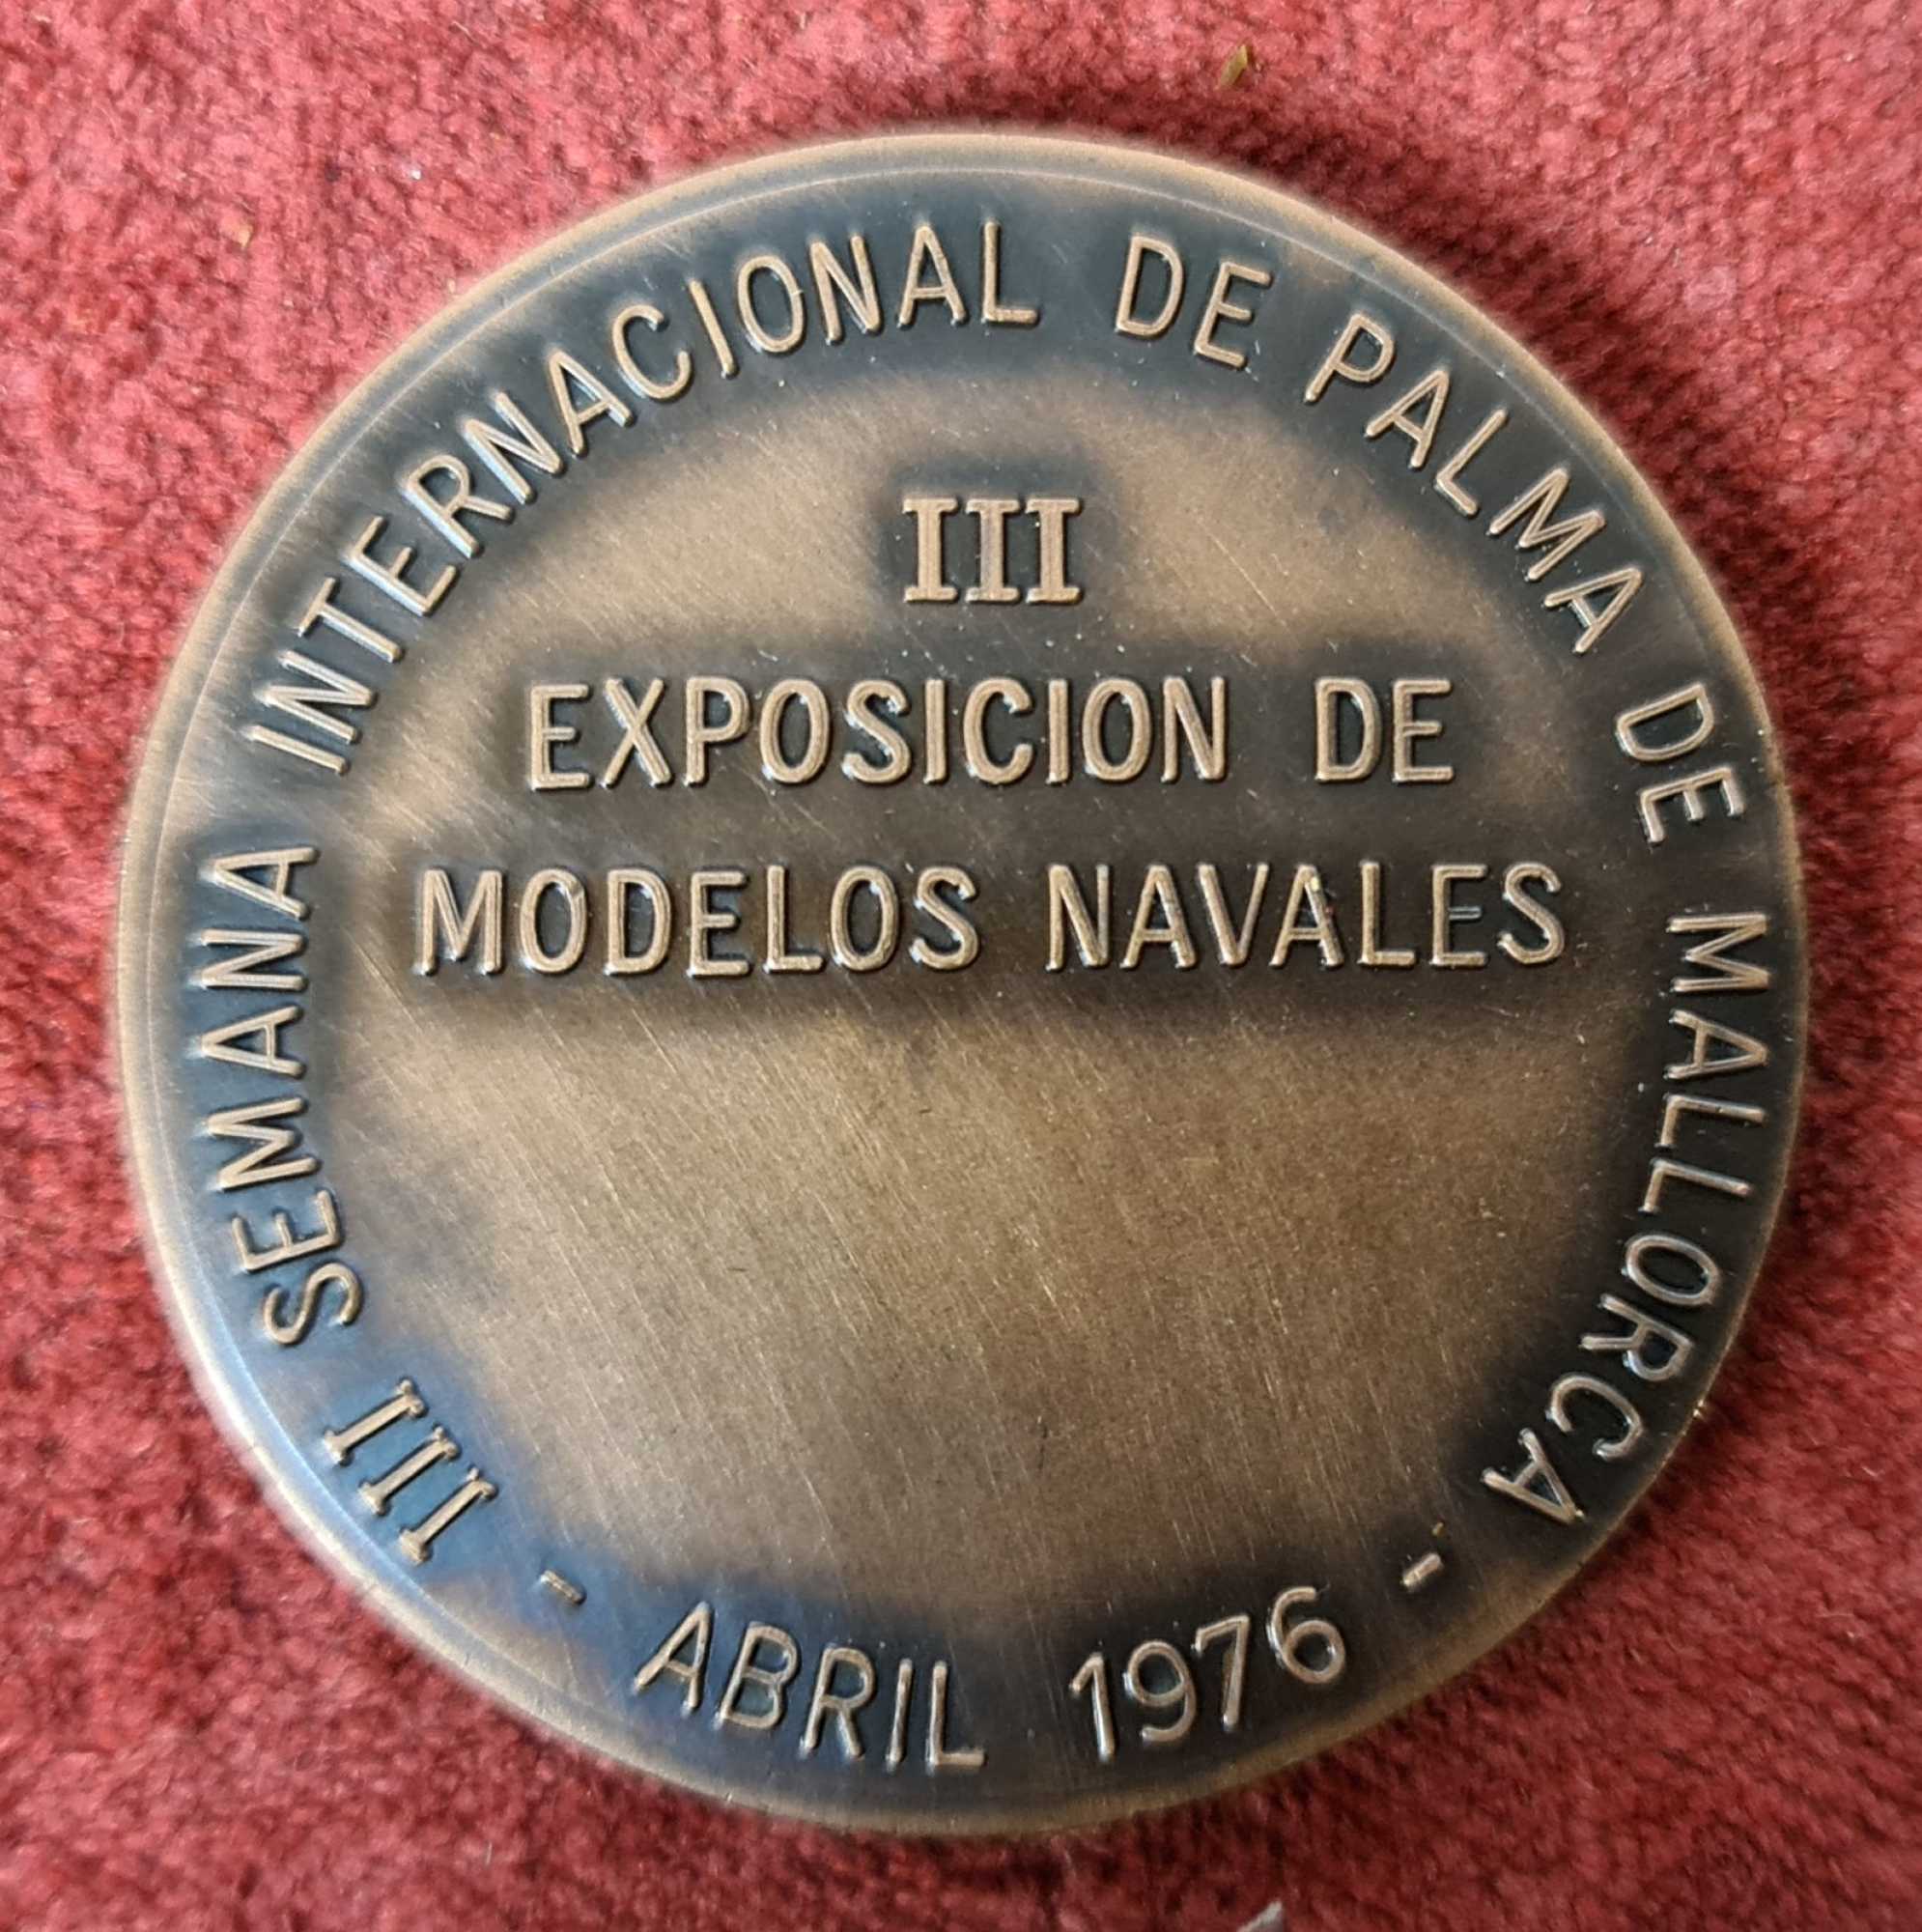 III SEMANA INTERNACIONAL DE PALMA DE MALLORCA
- ABRIL 1976 -
III
EXPOSICION DE
MODELOS NAVALES